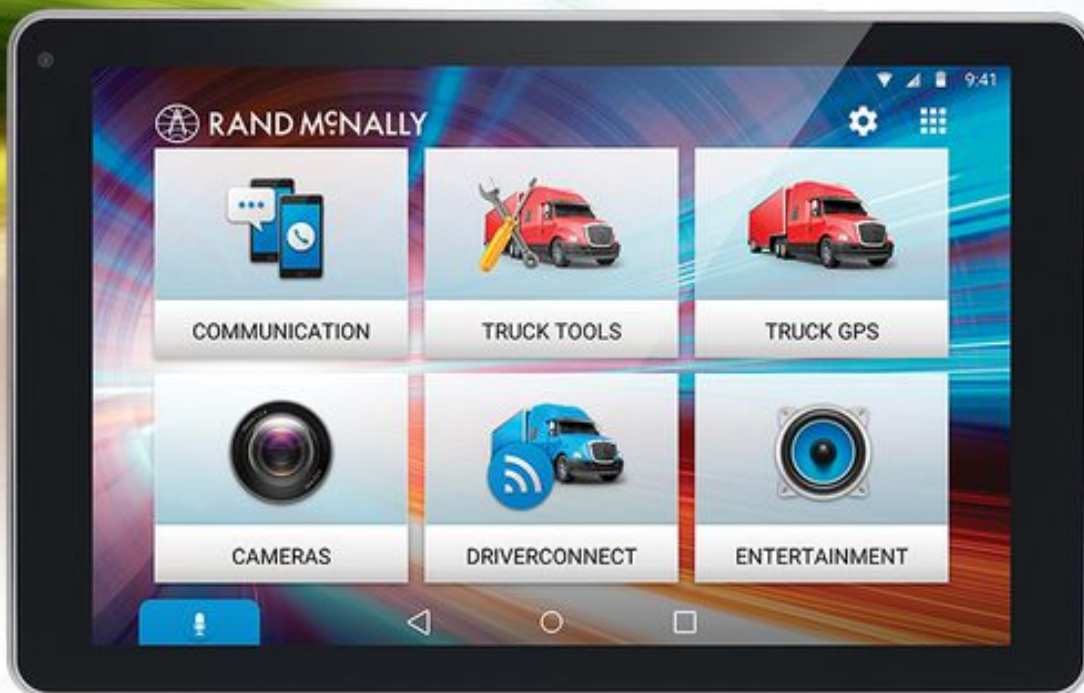 9:41
RAND MCNALLY
COMMUNICATION
TRUCK TOOLS
TRUCK GPS
CAMERAS
DRIVERCONNECT
ENTERTAINMENT